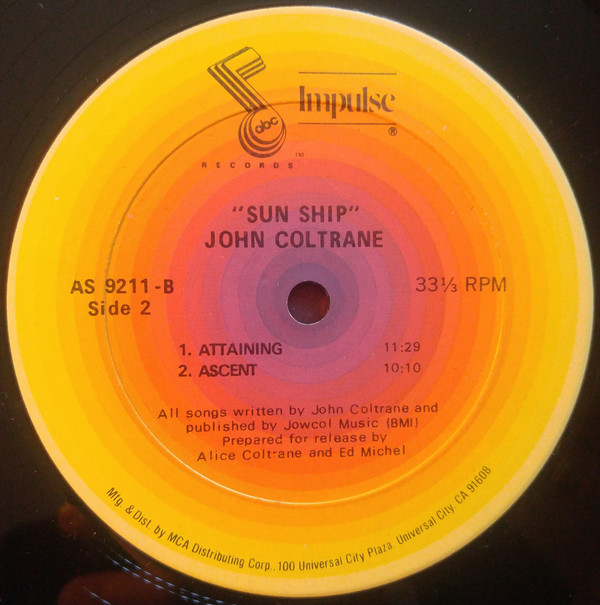 abc
RECORDS TM
Impulse
®
"SUN SHIP"
JOHN COLTRANE
AS 9211-B
Side 2
33⅓ RPM
1. ATTAINING 11:29
2. ASCENT 10:10
All songs written by John Coltrane and
published by Jowcol Music (BMI)
Prepared for release by
Alice Coltrane and Ed Michel
Mfg. & Dist. by MCA Distributing Corp., 100 Universal City Plaza, Universal City, CA 91608